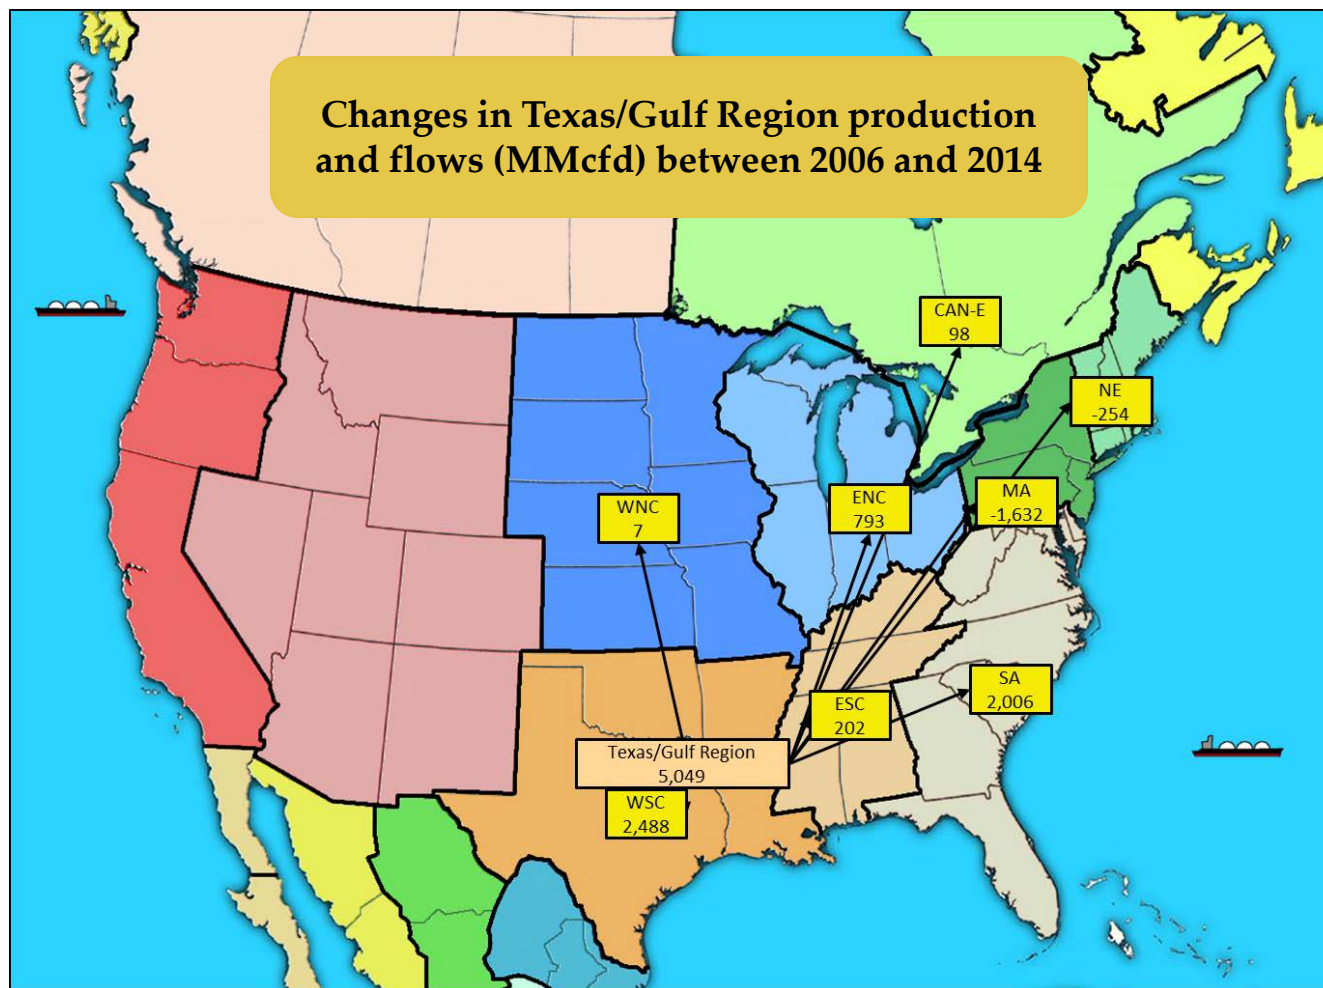 Changes in Texas/Gulf Region production
and flows (MMcfd) between 2006 and 2014
CAN-E
98
NE
-254
WNC
7
ENC
793
MA
-1,632
SA
2,006
ESC
202
Texas/Gulf Region
5,049
WSC
2,488